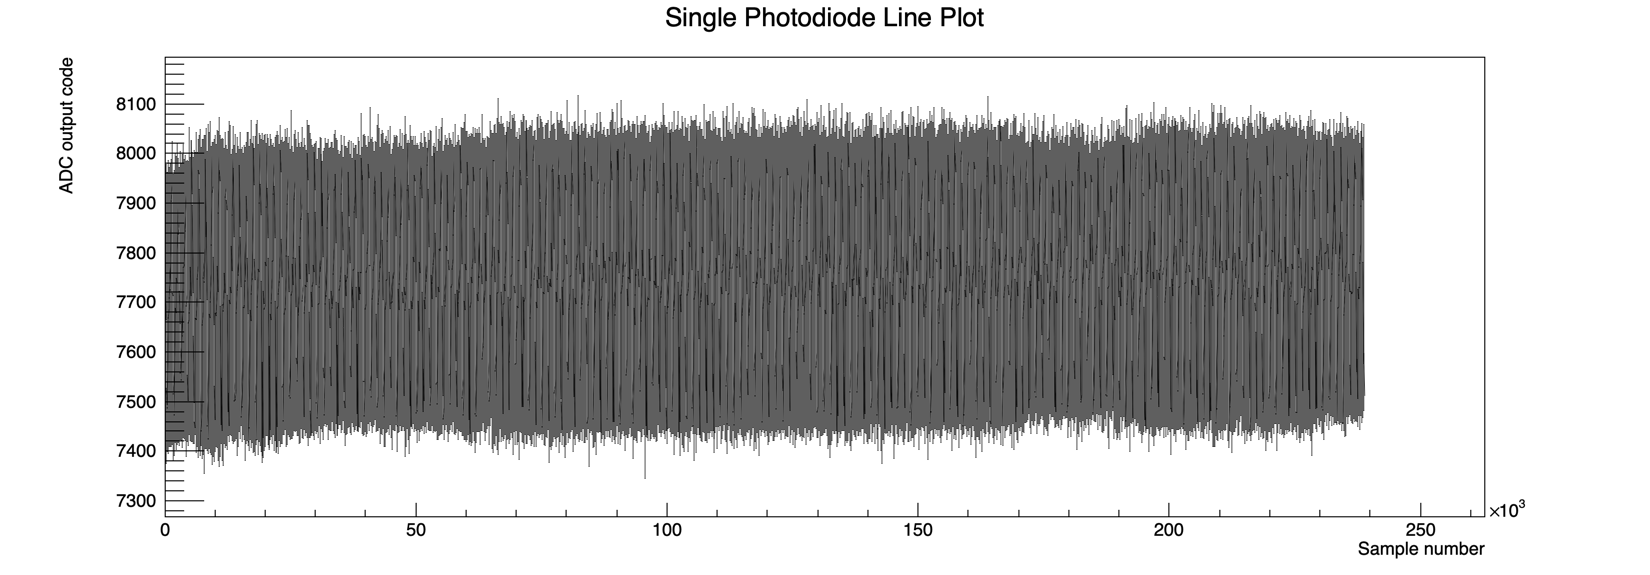 Single Photodiode Line Plot
ADC output code
8100
8000
7900
7800
7700
7600
7500
7400
7300
0 50 100 150 200 250
×10³
Sample number